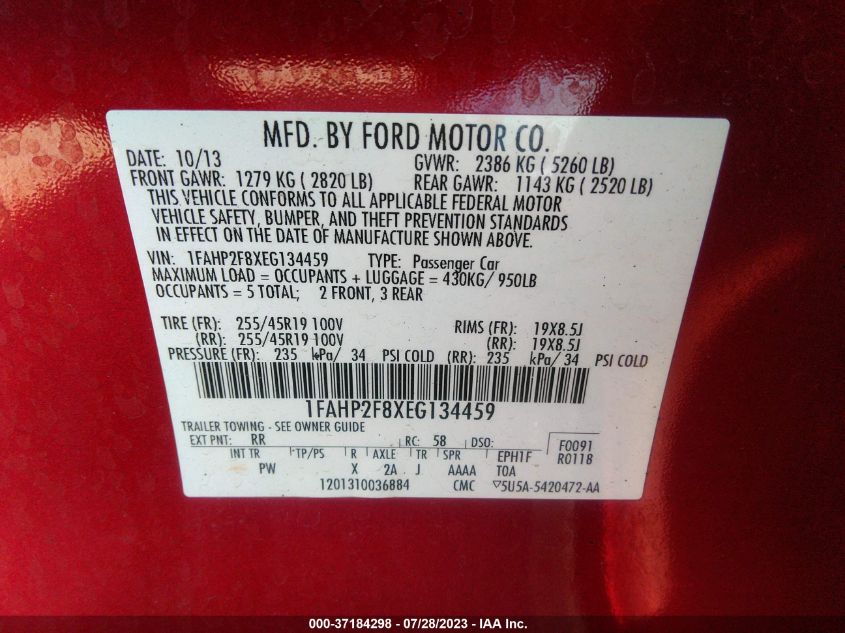 MFD. BY FORD MOTOR CO.
DATE: 10/13 GVWR: 2386 KG ( 5260 LB)
FRONT GAWR: 1279 KG ( 2820 LB) REAR GAWR: 1143 KG ( 2520 LB)
THIS VEHICLE CONFORMS TO ALL APPLICABLE FEDERAL MOTOR
VEHICLE SAFETY, BUMPER, AND THEFT PREVENTION STANDARDS
IN EFFECT ON THE DATE OF MANUFACTURE SHOWN ABOVE.
VIN: 1FAHP2F8XEG134459 TYPE: Passenger Car
MAXIMUM LOAD = OCCUPANTS + LUGGAGE = 430KG/ 950LB
OCCUPANTS = 5 TOTAL; 2 FRONT, 3 REAR
TIRE (FR): 255/45R19 100V RIMS (FR): 19X8.5J
(RR): 255/45R19 100V (RR): 19X8.5J
PRESSURE (FR): 235 kPa/ 34 PSI COLD (RR): 235 kPa/ 34 PSI COLD
1FAHP2F8XEG134459
TRAILER TOWING - SEE OWNER GUIDE
EXT PNT: RR RC: 58 DSO: F0091
R0118
INT TR TP/PS R AXLE TR SPR EPH1F
PW X 2A J AAAA T0A
1201310036884 CMC ▽5U5A-5420472-AA
000-37184298 - 07/28/2023 - IAA Inc.